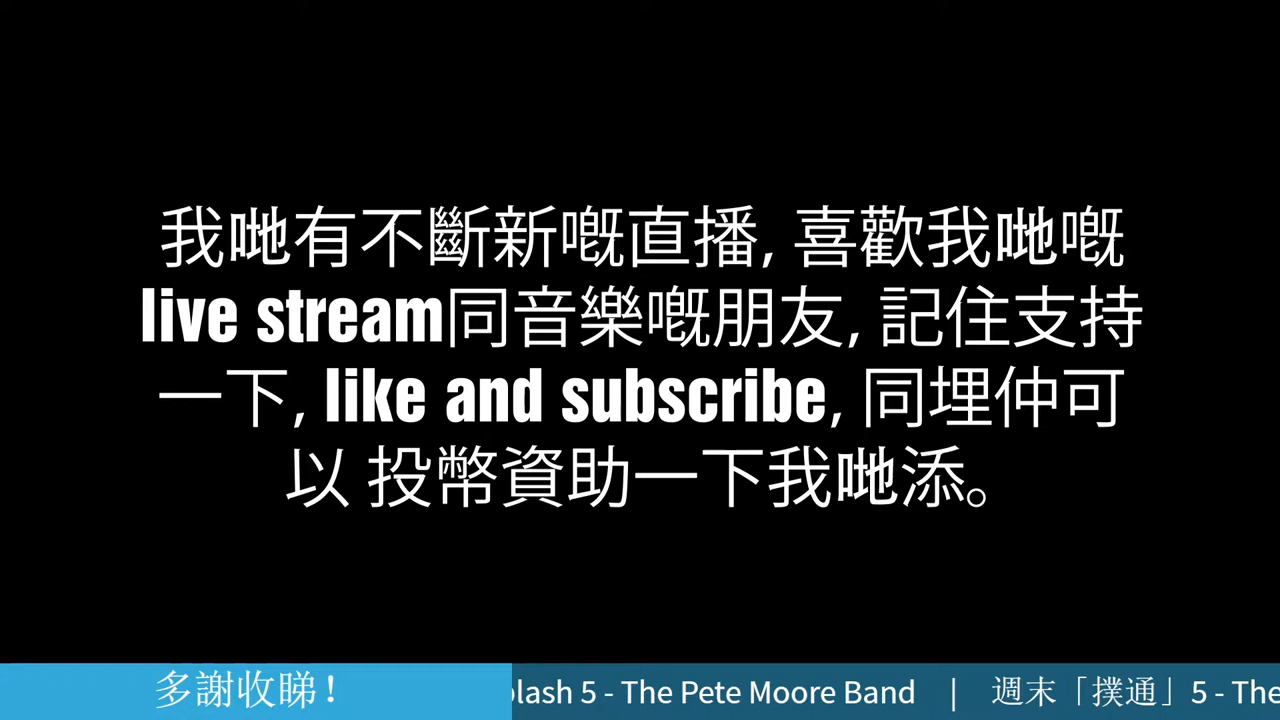 我哋有不斷新嘅直播, 喜歡我哋嘅
live stream同音樂嘅朋友, 記住支持
一下, like and subscribe, 同埋仲可
以 投幣資助一下我哋添。
多謝收睇!
lash 5 - The Pete Moore Band | 週末「撲通」5 - The